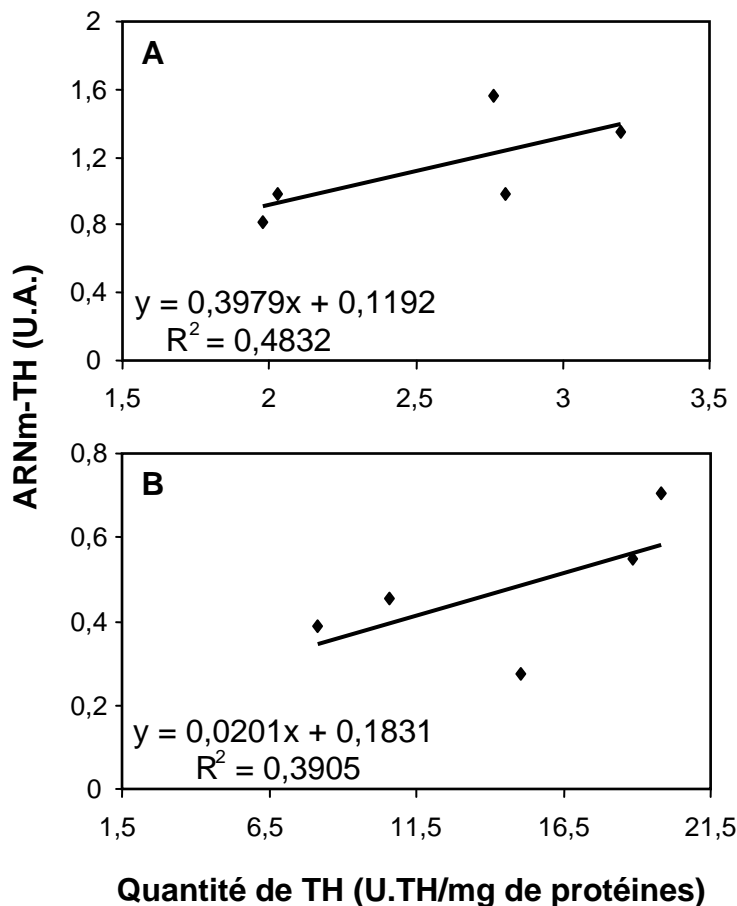 2
A
1,6
1,2
0,8
0,4
y = 0,3979x + 0,1192
R² = 0,4832
0
1,5 2 2,5 3 3,5
ARNm-TH (U.A.)
0,8
B
0,6
0,4
0,2
y = 0,0201x + 0,1831
R² = 0,3905
0
1,5 6,5 11,5 16,5 21,5
Quantité de TH (U.TH/mg de protéines)